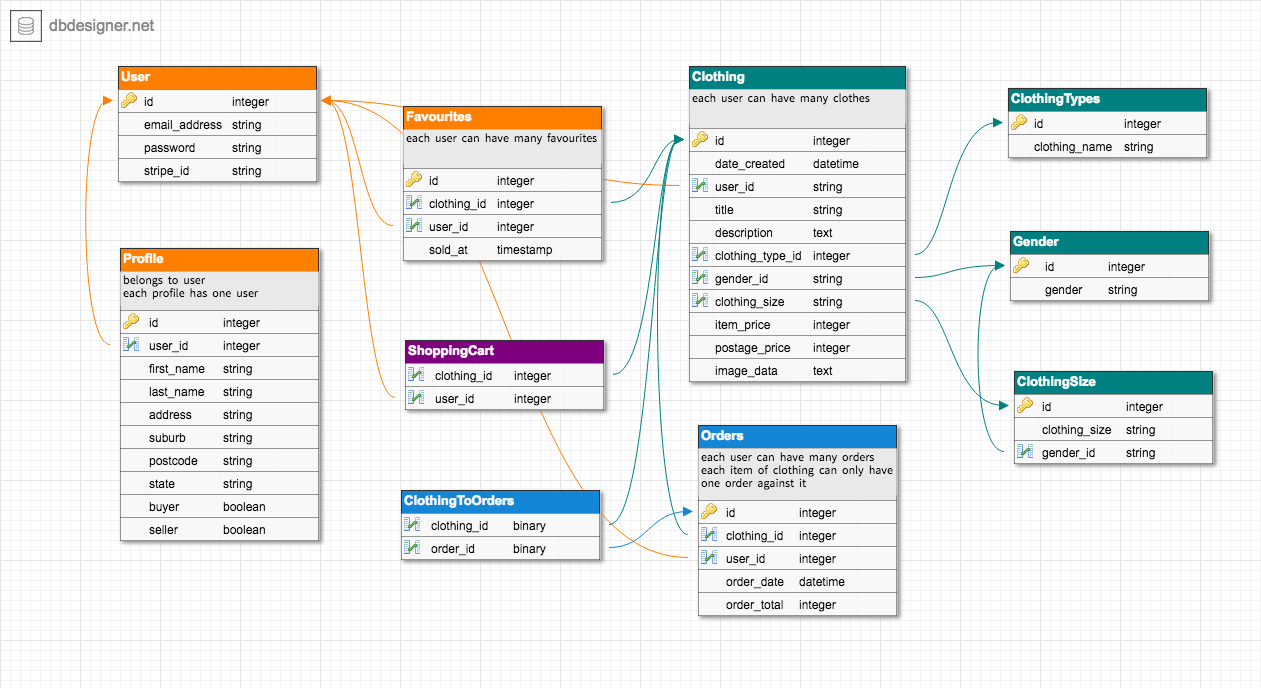 dbdesigner.net
User
id integer
email_address string
password string
stripe_id string
Profile
belongs to user
each profile has one user
id integer
user_id integer
first_name string
last_name string
address string
suburb string
postcode string
state string
buyer boolean
seller boolean
Favourites
each user can have many favourites
id integer
clothing_id integer
user_id integer
sold_at timestamp
ShoppingCart
clothing_id integer
user_id integer
ClothingToOrders
clothing_id binary
order_id binary
Clothing
each user can have many clothes
id integer
date_created datetime
user_id string
title string
description text
clothing_type_id integer
gender_id string
clothing_size string
item_price integer
postage_price integer
image_data text
Orders
each user can have many orders
each item of clothing can only have
one order against it
id integer
clothing_id integer
user_id integer
order_date datetime
order_total integer
ClothingTypes
id integer
clothing_name string
Gender
id integer
gender string
ClothingSize
id integer
clothing_size string
gender_id string